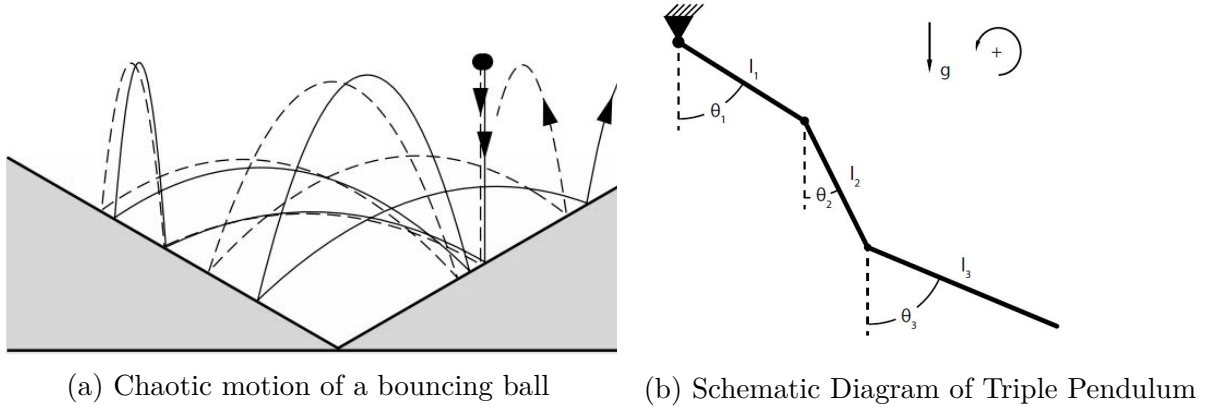 l₁
θ₁
g
+
l₂
θ₂
l₃
θ₃
(a) Chaotic motion of a bouncing ball
(b) Schematic Diagram of Triple Pendulum